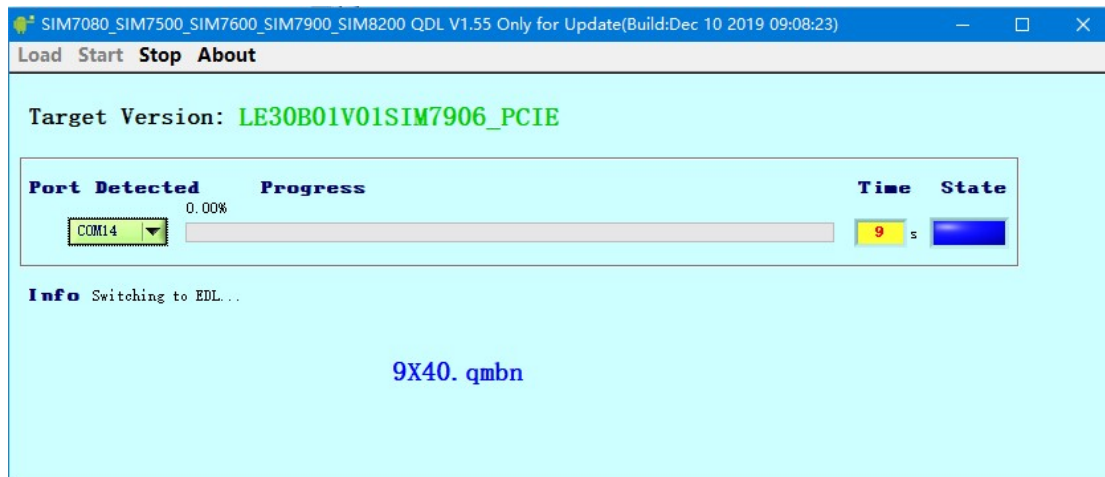 SIM7080_SIM7500_SIM7600_SIM7900_SIM8200 QDL V1.55 Only for Update(Build:Dec 10 2019 09:08:23)
Load Start Stop About
Target Version: LE30B01V01SIM7906_PCIE
Port Detected Progress Time State
0.00%
COM14 9 s
Info Switching to EDL...
9X40.qmbn